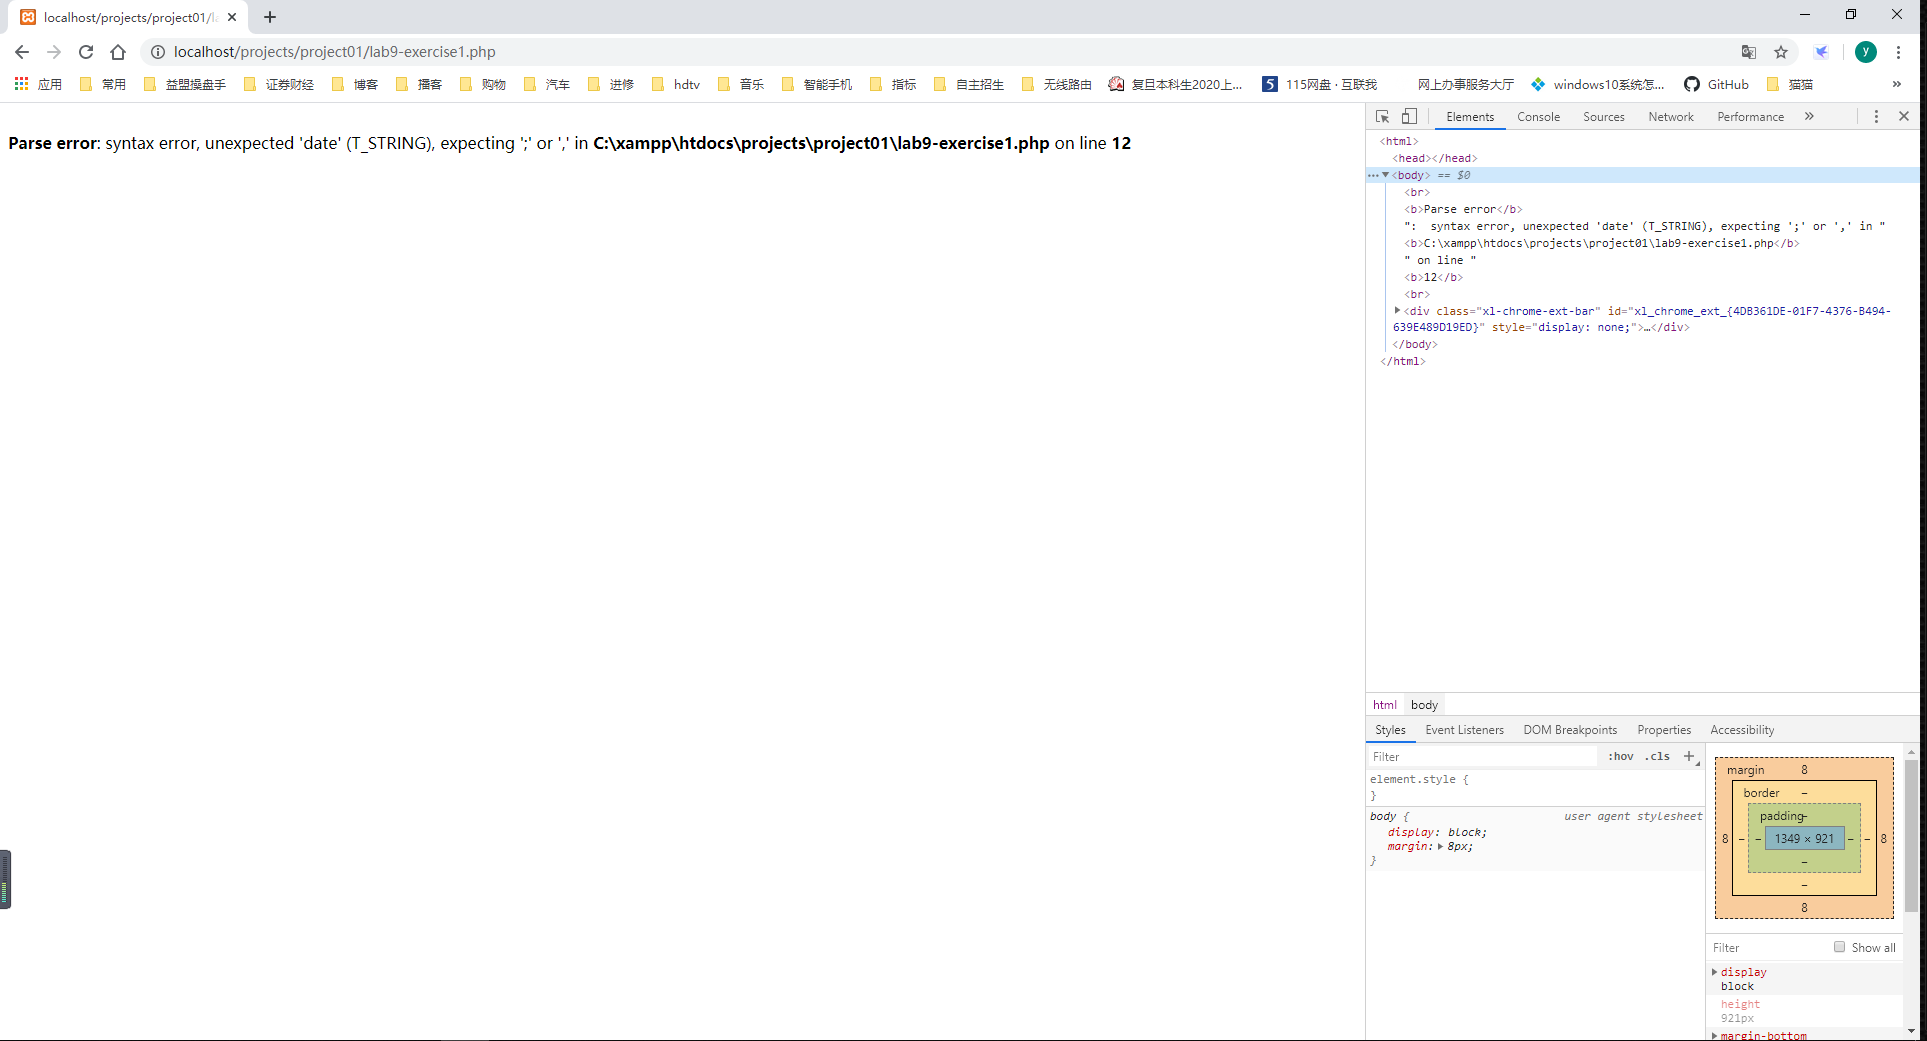 localhost/projects/project01/la
localhost/projects/project01/lab9-exercise1.php
y
应用 常用 益盟操盘手 证券财经 博客 播客 购物 汽车 进修 hdtv 音乐 智能手机 指标 自主招生 无线路由 复旦本科生2020上... 5 115网盘 · 互联我 网上办事服务大厅 windows10系统怎... GitHub 猫猫 »
Parse error: syntax error, unexpected 'date' (T_STRING), expecting ';' or ',' in C:\xampp\htdocs\projects\project01\lab9-exercise1.php on line 12
Elements Console Sources Network Performance »
<html>
<head></head>
... <body> == $0
<br>
<b>Parse error</b>
":  syntax error, unexpected 'date' (T_STRING), expecting ';' or ',' in "
<b>C:\xampp\htdocs\projects\project01\lab9-exercise1.php</b>
" on line "
<b>12</b>
<br>
<div class="xl-chrome-ext-bar" id="xl_chrome_ext_{4DB361DE-01F7-4376-B494-
639E489D19ED}" style="display: none;">…</div>
</body>
</html>
html body
Styles Event Listeners DOM Breakpoints Properties Accessibility
Filter :hov .cls +
element.style {
}
body { user agent stylesheet
display: block;
margin: 8px;
}
margin 8
border –
padding –
8 – – 1349 × 921 – – 8
–
–
8
Filter Show all
display
block
height
921px
margin-bottom